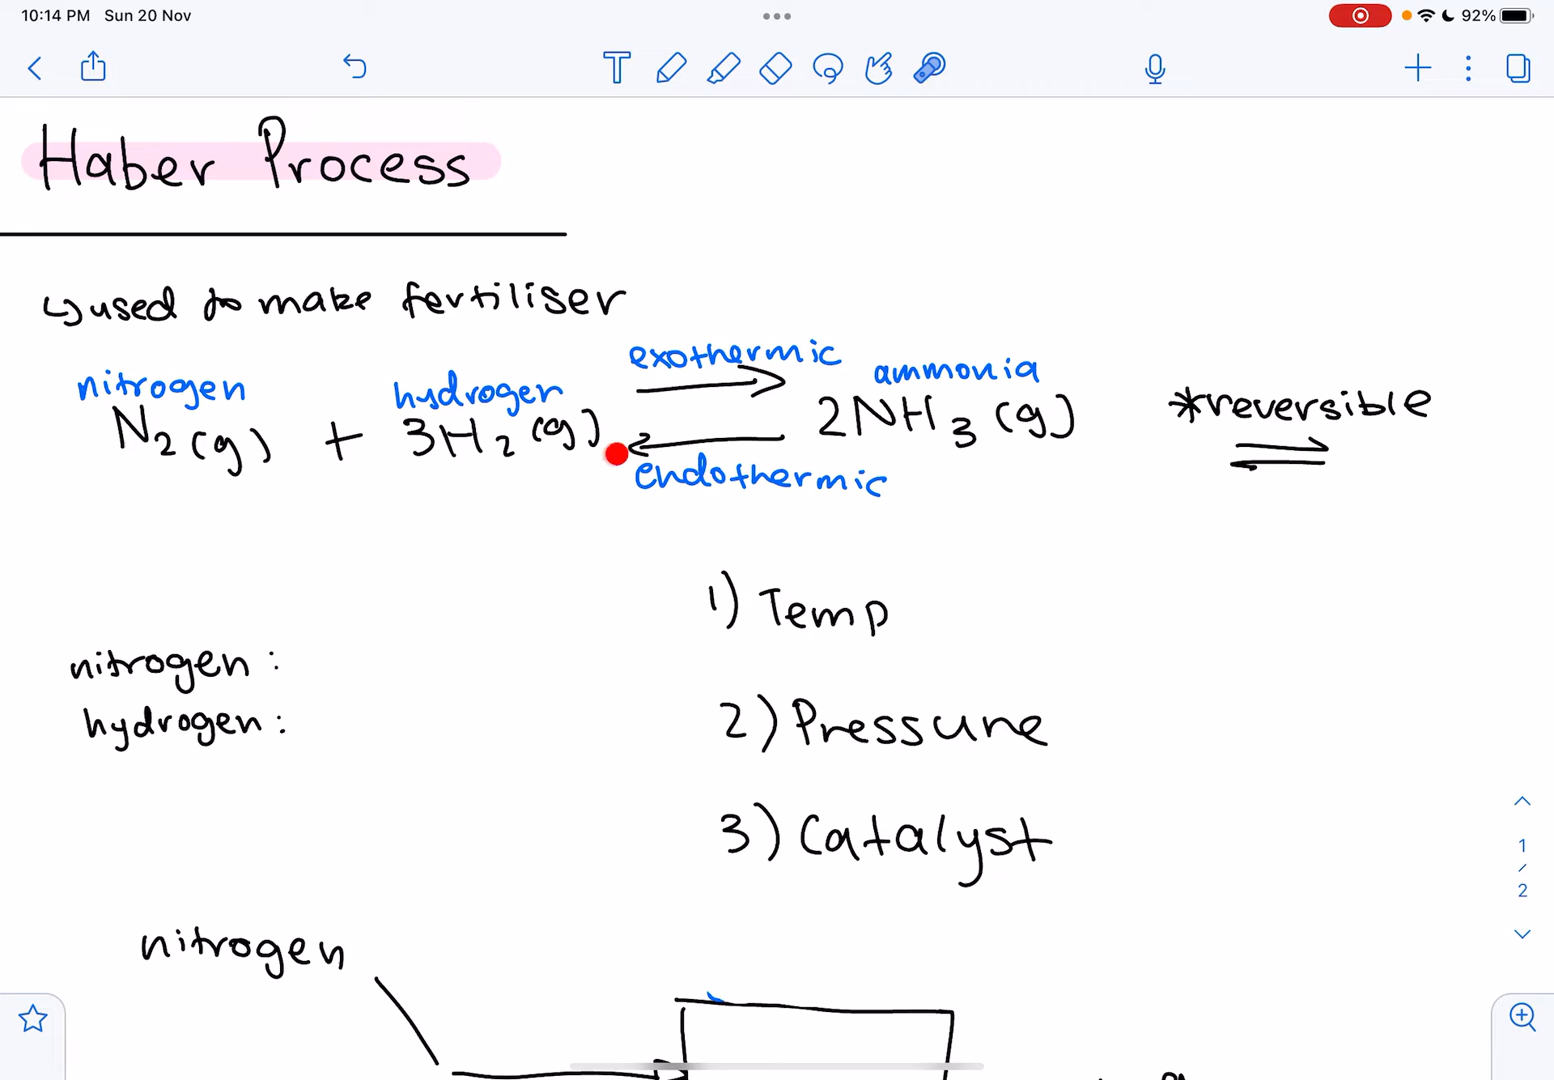 10:14 PM Sun 20 Nov
92%
T
Haber Process
↳ used to make fertiliser
exothermic
nitrogen hydrogen ammonia
N₂(g) + 3H₂(g) ⇌ 2NH₃(g) *reversible
⇌
endothermic
1) Temp
nitrogen :
hydrogen :
2) Pressure
3) Catalyst
1
/
2
nitrogen